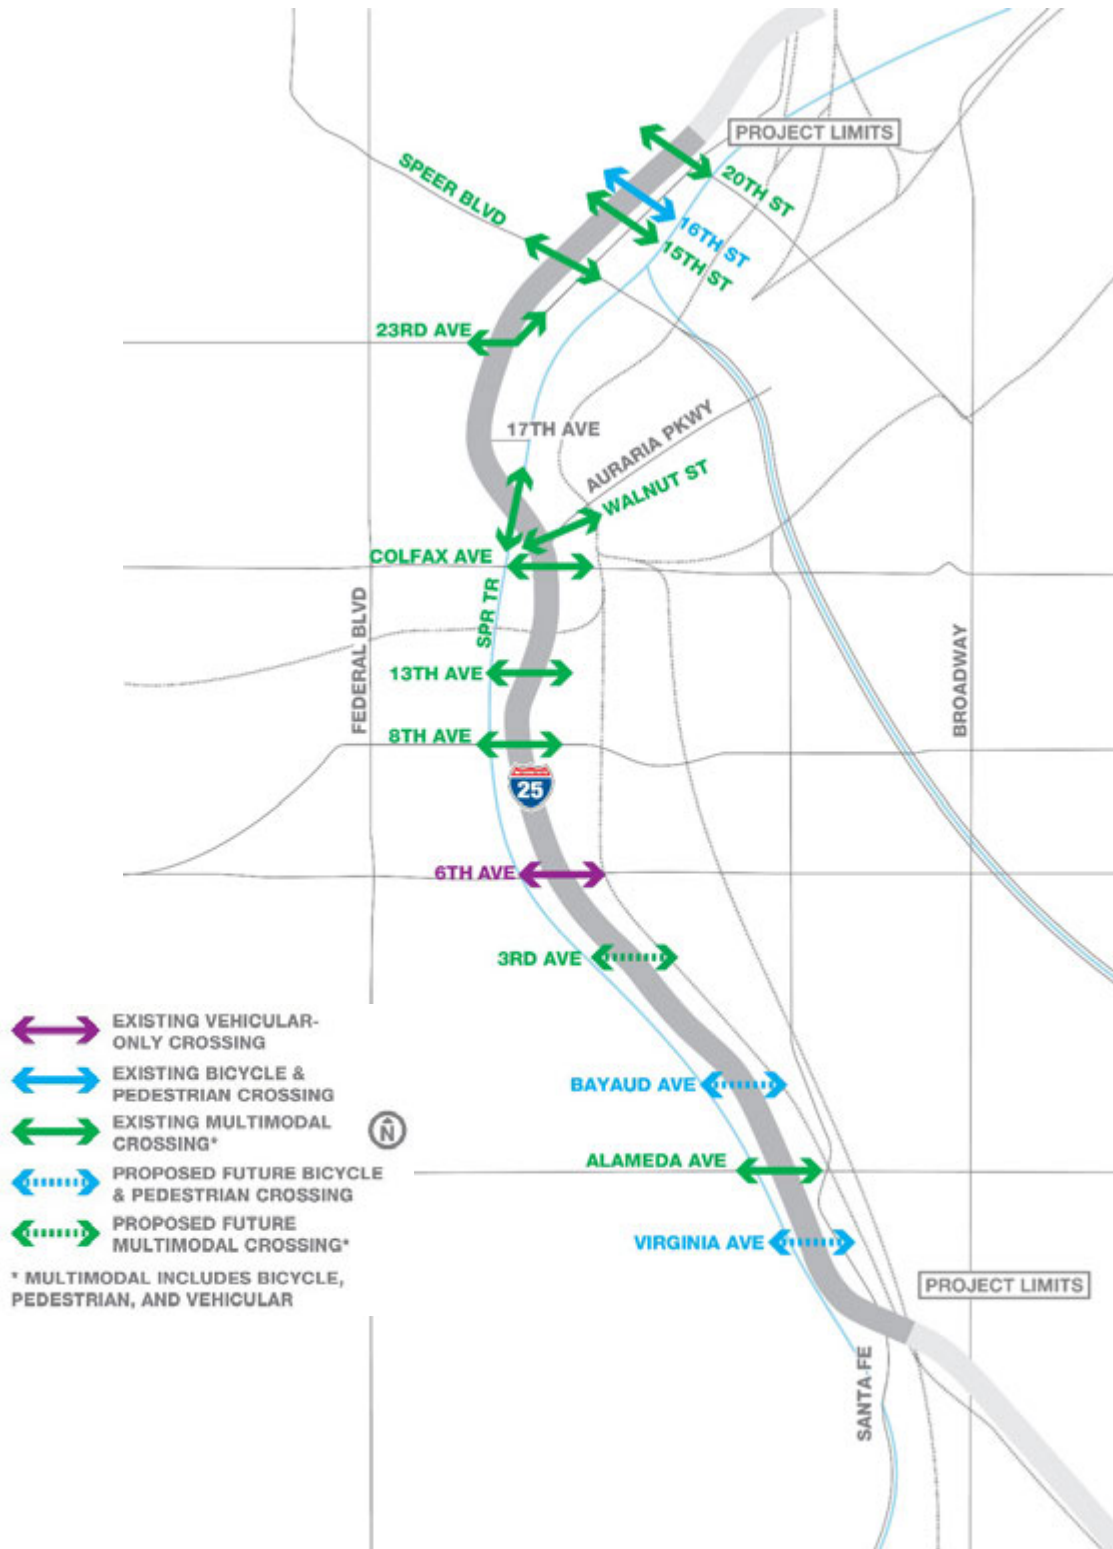 PROJECT LIMITS
SPEER BLVD
20TH ST
16TH ST
15TH ST
23RD AVE
17TH AVE
AURARIA PKWY
WALNUT ST
COLFAX AVE
SPR TR
FEDERAL BLVD
BROADWAY
13TH AVE
8TH AVE
25
6TH AVE
3RD AVE
BAYAUD AVE
ALAMEDA AVE
VIRGINIA AVE
PROJECT LIMITS
SANTA FE
EXISTING VEHICULAR-
ONLY CROSSING
EXISTING BICYCLE &
PEDESTRIAN CROSSING
EXISTING MULTIMODAL
CROSSING*
PROPOSED FUTURE BICYCLE
& PEDESTRIAN CROSSING
PROPOSED FUTURE
MULTIMODAL CROSSING*
* MULTIMODAL INCLUDES BICYCLE,
PEDESTRIAN, AND VEHICULAR
N